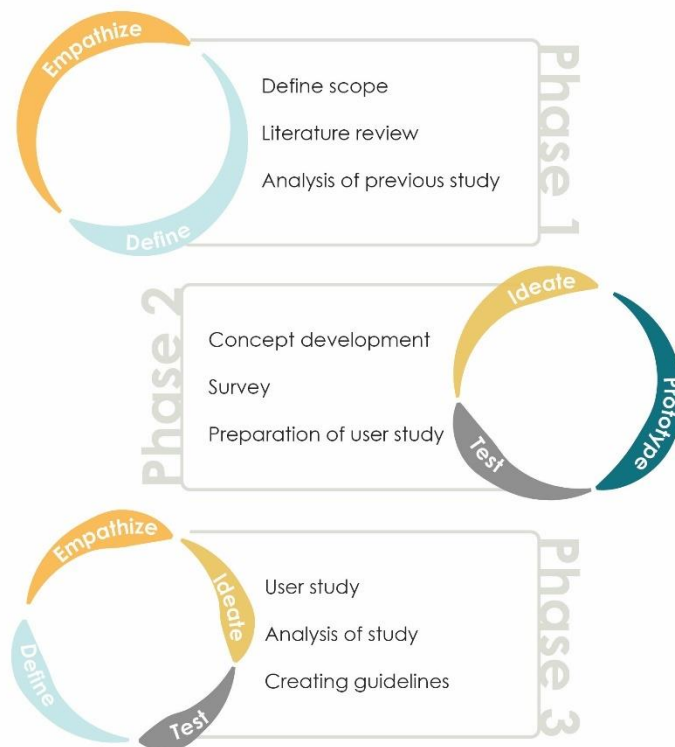 Empathize
Define
Define scope
Literature review
Analysis of previous study
Phase 1
Phase 2
Concept development
Survey
Preparation of user study
Ideate
Prototype
Test
Empathize
Ideate
Define
Test
User study
Analysis of study
Creating guidelines
Phase 3